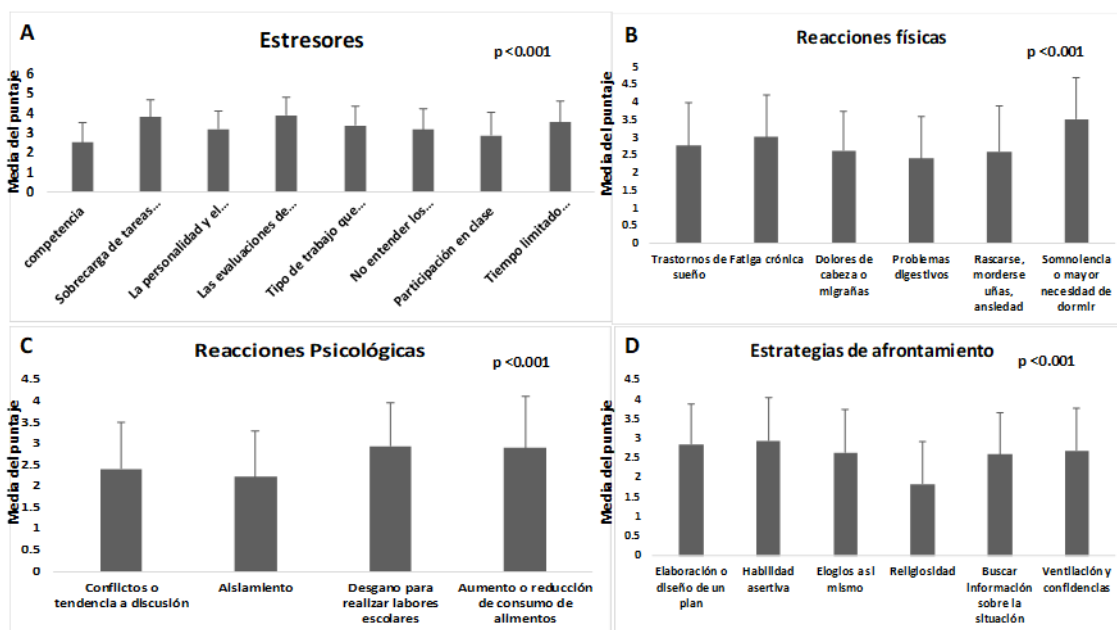 A
Estresores
p <0.001
Media del puntaje
6
5
4
3
2
1
0
competencia
Sobrecarga de tareas...
La personalidad y el...
Las evaluaciones de...
Tipo de trabajo que...
No entender los...
Participación en clase
Tiempo limitado...
B
Reacciones físicas
p <0.001
Media del puntaje
5
4.5
4
3.5
3
2.5
2
1.5
1
0.5
0
Trastornos de
sueño
Fatiga crónica
Dolores de
cabeza o
migrañas
Problemas
digestivos
Rascarse,
morderse
uñas,
ansiedad
Somnolencia
o mayor
necesidad de
dormir
C
Reacciones Psicológicas
p <0.001
Media del puntaje
4.5
4
3.5
3
2.5
2
1.5
1
0.5
0
Conflictos o
tendencia a discusión
Aislamiento
Desgano para
realizar labores
escolares
Aumento o reducción
de consumo de
alimentos
D
Estrategias de afrontamiento
p <0.001
Media del puntaje
4.5
4
3.5
3
2.5
2
1.5
1
0.5
0
Elaboración o
diseño de un
plan
Habilidad
asertiva
Elogios a si
mismo
Religiosidad
Buscar
información
sobre la
situación
Ventilación y
confidencias